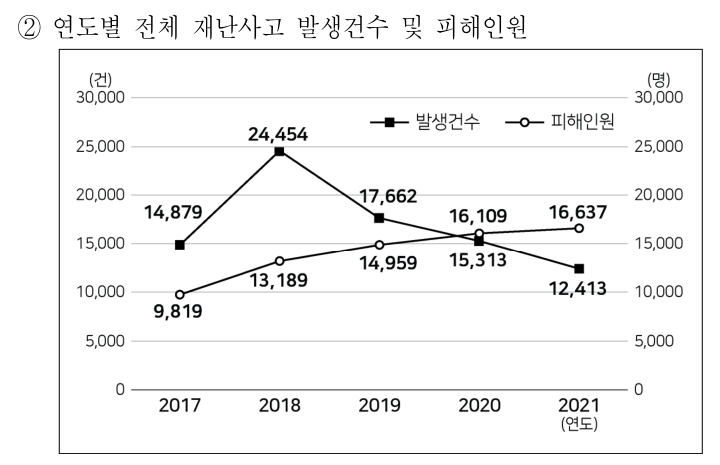 ② 연도별 전체 재난사고 발생건수 및 피해인원
(건) (명)
30,000 30,000
발생건수 피해인원
24,454
25,000 25,000
20,000 20,000
14,879 17,662 16,109 16,637
15,000 15,000
13,189 14,959 15,313 12,413
10,000 10,000
9,819
5,000 5,000
0 0
2017 2018 2019 2020 2021
(연도)